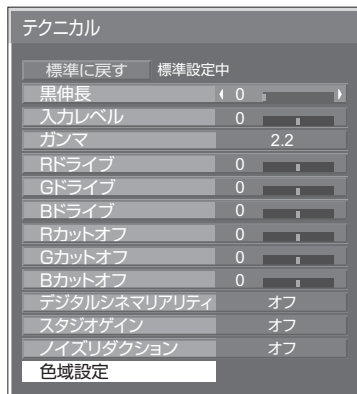 テクニカル
標準に戻す 標準設定中
黒伸長 0
入力レベル 0
ガンマ 2.2
Rドライブ 0
Gドライブ 0
Bドライブ 0
Rカットオフ 0
Gカットオフ 0
Bカットオフ 0
デジタルシネマリアリティ オフ
スタジオゲイン オフ
ノイズリダクション オフ
色域設定